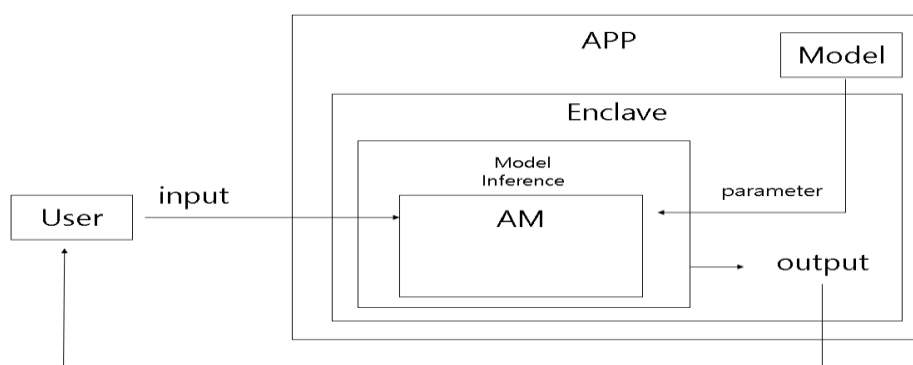 APP
Model
Enclave
Model
Inference
input
parameter
User
AM
output